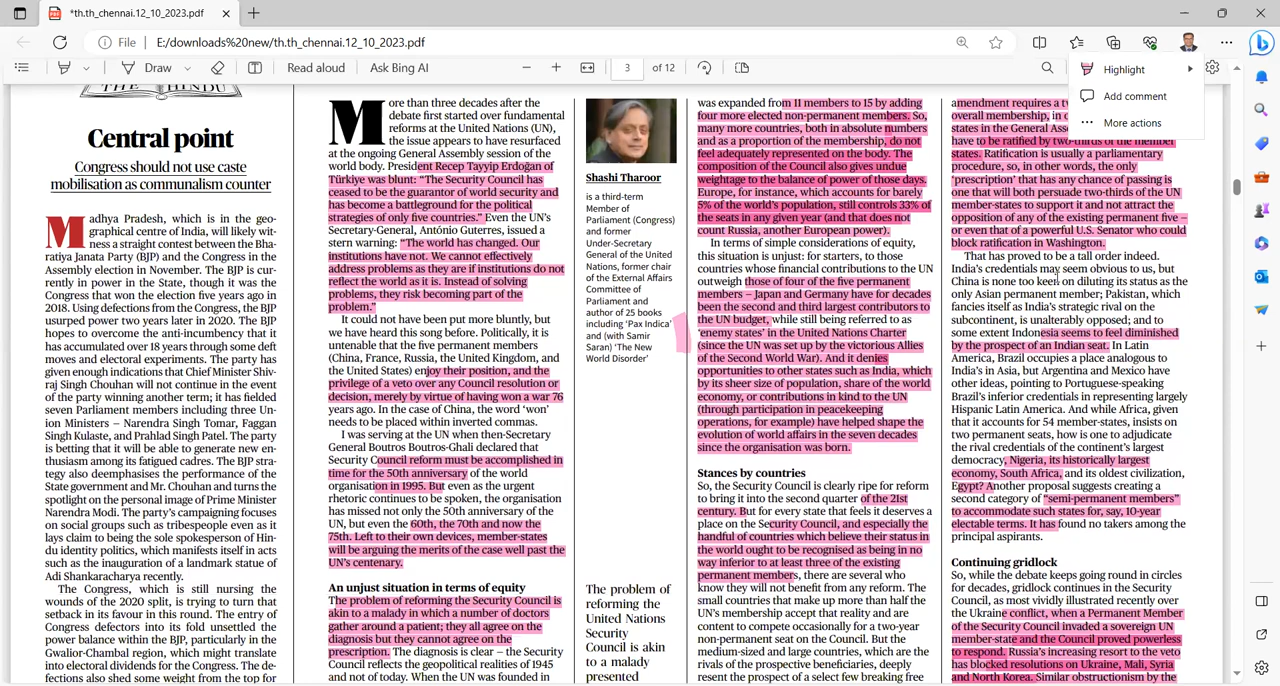 *th.th_chennai.12_10_2023.pdf
File
E:/downloads%20new/th.th_chennai.12_10_2023.pdf
Draw
Read aloud
Ask Bing AI
3
of 12
Highlight
Add comment
More actions
THE HINDU
Central point
Congress should not view caste
mobilisation as communalism counter
Madhya Pradesh, which is in the geo-
graphical centre of India, will likely wit-
ness a straight contest between the Bha-
ratiya Janata Party (BJP) and the Congress in the
Assembly election in November. The BJP is cur-
rently in power in the State, though it was the
Congress that won the election five years ago in
2018. Using defections from the Congress, the BJP
usurped power two years later in 2020. The BJP
hopes to overcome the anti-incumbency that it
has accumulated over 18 years through some deft
moves and electoral experiments. The party has
given enough indications that Chief Minister Shiv-
raj Singh Chouhan will not continue in the event
of the party winning another term; it has fielded
seven Parliament members including three Un-
ion Ministers – Narendra Singh Tomar, Faggan
Singh Kulaste, and Prahlad Singh Patel. The party
is betting that it will be able to generate new en-
thusiasm among its fatigued cadres. The BJP stra-
tegy also deemphasises the performance of the
State government and Mr. Chouhan and turns the
spotlight on the personal image of Prime Minister
Narendra Modi. The party's campaigning focuses
on social groups such as tribespeople even as it
lays claim to being the sole spokesperson of Hin-
du identity politics, which manifests itself in acts
such as the inauguration of a landmark statue of
Adi Shankaracharya recently.
The Congress, which is still nursing the
wounds of the 2020 split, is trying to turn that
setback in its favour in this round. The entry of
Congress defectors into its fold unsettled the
power balance within the BJP, particularly in the
Gwalior-Chambal region, which might translate
into electoral dividends for the Congress. The de-
fections also shed some weight from the top for
More than three decades after the
debate first started over fundamental
reforms at the United Nations (UN),
the issue appears to have resurfaced
at the ongoing General Assembly session of the
world body. President Recep Tayyip Erdoğan of
Türkiye was blunt: “The Security Council has
ceased to be the guarantor of world security and
has become a battleground for the political
strategies of only five countries.” Even the UN's
Secretary-General, António Guterres, issued a
stern warning: “The world has changed. Our
institutions have not. We cannot effectively
address problems as they are if institutions do not
reflect the world as it is. Instead of solving
problems, they risk becoming part of the
problem.”
It could not have been put more bluntly, but
we have heard this song before. Politically, it is
untenable that the five permanent members
(China, France, Russia, the United Kingdom, and
the United States) enjoy their position, and the
privilege of a veto over any Council resolution or
decision, merely by virtue of having won a war 76
years ago. In the case of China, the word ‘won’
needs to be placed within inverted commas.
I was serving at the UN when then-Secretary
General Boutros Boutros-Ghali declared that
Security Council reform must be accomplished in
time for the 50th anniversary of the world
organisation in 1995. But even as the urgent
rhetoric continues to be spoken, the organisation
has missed not only the 50th anniversary of the
UN, but even the 60th, the 70th and now the
75th. Left to their own devices, member-states
will be arguing the merits of the case well past the
UN's centenary.
An unjust situation in terms of equity
The problem of reforming the Security Council is
akin to a malady in which a number of doctors
gather around a patient; they all agree on the
diagnosis but they cannot agree on the
prescription. The diagnosis is clear – the Security
Council reflects the geopolitical realities of 1945
and not of today. When the UN was founded in
Shashi Tharoor
is a third-term
Member of
Parliament (Congress)
and former
Under-Secretary
General of the United
Nations, former chair
of the External Affairs
Committee of
Parliament and
author of 25 books
including ‘Pax Indica’
and (with Samir
Saran) ‘The New
World Disorder’
The problem of
reforming the
United Nations
Security
Council is akin
to a malady
presented
was expanded from 11 members to 15 by adding
four more elected non-permanent members. So,
many more countries, both in absolute numbers
and as a proportion of the membership, do not
feel adequately represented on the body. The
composition of the Council also gives undue
weightage to the balance of power of those days.
Europe, for instance, which accounts for barely
5% of the world's population, still controls 33% of
the seats in any given year (and that does not
count Russia, another European power).
In terms of simple considerations of equity,
this situation is unjust: for starters, to those
countries whose financial contributions to the UN
outweigh those of four of the five permanent
members – Japan and Germany have for decades
been the second and third largest contributors to
the UN budget, while still being referred to as
‘enemy states’ in the United Nations Charter
(since the UN was set up by the victorious Allies
of the Second World War). And it denies
opportunities to other states such as India, which
by its sheer size of population, share of the world
economy, or contributions in kind to the UN
(through participation in peacekeeping
operations, for example) have helped shape the
evolution of world affairs in the seven decades
since the organisation was born.
Stances by countries
So, the Security Council is clearly ripe for reform
to bring it into the second quarter of the 21st
century. But for every state that feels it deserves a
place on the Security Council, and especially the
handful of countries which believe their status in
the world ought to be recognised as being in no
way inferior to at least three of the existing
permanent members, there are several who
know they will not benefit from any reform. The
small countries that make up more than half the
UN's membership accept that reality and are
content to compete occasionally for a two-year
non-permanent seat on the Council. But the
medium-sized and large countries, which are the
rivals of the prospective beneficiaries, deeply
resent the prospect of a select few breaking free
amendment requires a tw
overall membership, in o
states in the General Asse
have to be ratified by two-thirds of the member
states. Ratification is usually a parliamentary
procedure, so, in other words, the only
‘prescription’ that has any chance of passing is
one that will both persuade two-thirds of the UN
member-states to support it and not attract the
opposition of any of the existing permanent five –
or even that of a powerful U.S. Senator who could
block ratification in Washington.
That has proved to be a tall order indeed.
India's credentials may seem obvious to us, but
China is none too keen on diluting its status as the
only Asian permanent member; Pakistan, which
fancies itself as India's strategic rival on the
subcontinent, is unalterably opposed; and to
some extent Indonesia seems to feel diminished
by the prospect of an Indian seat. In Latin
America, Brazil occupies a place analogous to
India's in Asia, but Argentina and Mexico have
other ideas, pointing to Portuguese-speaking
Brazil's inferior credentials in representing largely
Hispanic Latin America. And while Africa, given
that it accounts for 54 member-states, insists on
two permanent seats, how is one to adjudicate
the rival credentials of the continent's largest
democracy, Nigeria, its historically largest
economy, South Africa, and its oldest civilization,
Egypt? Another proposal suggests creating a
second category of “semi-permanent members”
to accommodate such states for, say, 10-year
electable terms. It has found no takers among the
principal aspirants.
Continuing gridlock
So, while the debate keeps going round in circles
for decades, gridlock continues in the Security
Council, as most vividly illustrated recently over
the Ukraine conflict, when a Permanent Member
of the Security Council invaded a sovereign UN
member-state and the Council proved powerless
to respond. Russia's increasing resort to the veto
has blocked resolutions on Ukraine, Mali, Syria
and North Korea. Similar obstructionism by the